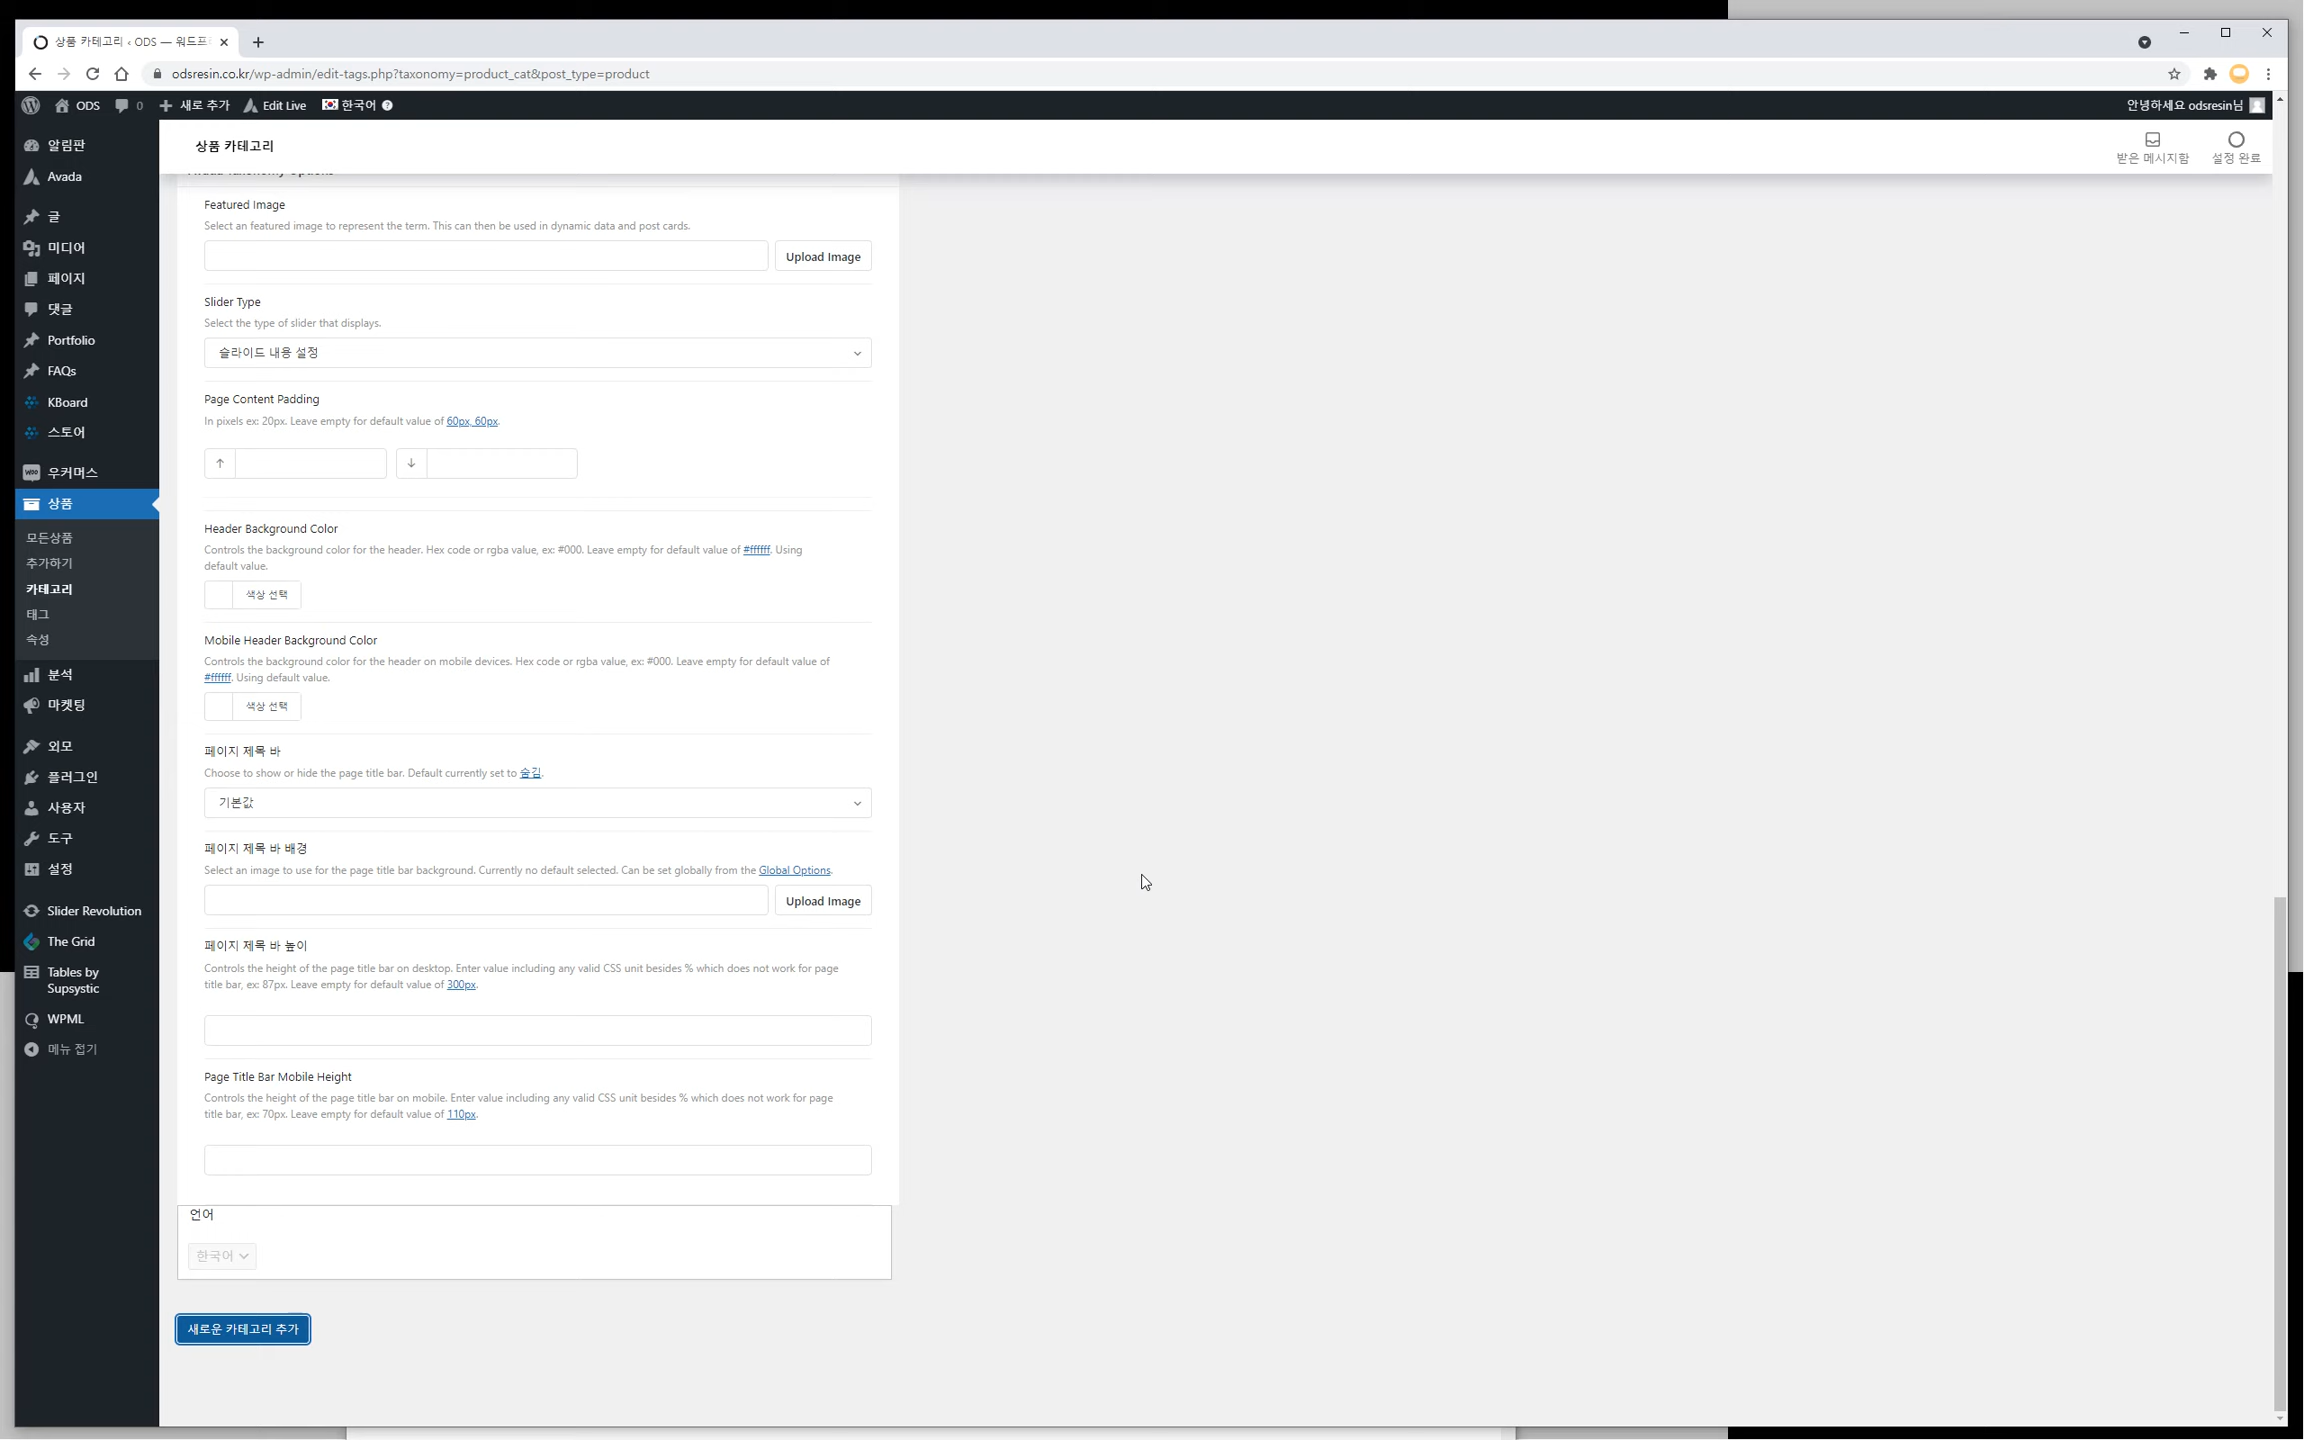 상품 카테고리 ‹ ODS — 워드프
odsresin.co.kr/wp-admin/edit-tags.php?taxonomy=product_cat&post_type=product
ODS 0 새로 추가 Edit Live 한국어 안녕하세요 odsresin님
상품 카테고리
받은 메시지함 설정 완료
알림판
Avada
글
미디어
페이지
댓글
Portfolio
FAQs
KBoard
스토어
우커머스
상품
모든상품
추가하기
카테고리
태그
속성
분석
마켓팅
외모
플러그인
사용자
도구
설정
Slider Revolution
The Grid
Tables by
Supsystic
WPML
메뉴 접기
Featured Image
Select an featured image to represent the term. This can then be used in dynamic data and post cards.
Upload Image
Slider Type
Select the type of slider that displays.
슬라이드 내용 설정
Page Content Padding
In pixels ex: 20px. Leave empty for default value of 60px, 60px.
Header Background Color
Controls the background color for the header. Hex code or rgba value, ex: #000. Leave empty for default value of #ffffff. Using
default value.
색상 선택
Mobile Header Background Color
Controls the background color for the header on mobile devices. Hex code or rgba value, ex: #000. Leave empty for default value of
#ffffff. Using default value.
색상 선택
페이지 제목 바
Choose to show or hide the page title bar. Default currently set to 숨김.
기본값
페이지 제목 바 배경
Select an image to use for the page title bar background. Currently no default selected. Can be set globally from the Global Options.
Upload Image
페이지 제목 바 높이
Controls the height of the page title bar on desktop. Enter value including any valid CSS unit besides % which does not work for page
title bar, ex: 87px. Leave empty for default value of 300px.
Page Title Bar Mobile Height
Controls the height of the page title bar on mobile. Enter value including any valid CSS unit besides % which does not work for page
title bar, ex: 70px. Leave empty for default value of 110px.
언어
한국어
새로운 카테고리 추가